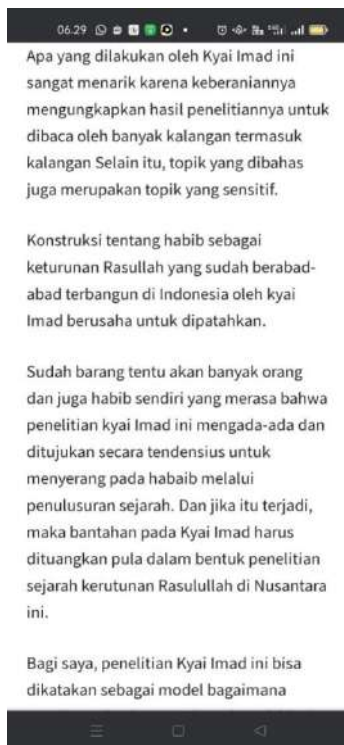 06.29
Apa yang dilakukan oleh Kyai Imad ini
sangat menarik karena keberaniannya
mengungkapkan hasil penelitiannya untuk
dibaca oleh banyak kalangan termasuk
kalangan Selain itu, topik yang dibahas
juga merupakan topik yang sensitif.
Konstruksi tentang habib sebagai
keturunan Rasullah yang sudah berabad-
abad terbangun di Indonesia oleh kyai
Imad berusaha untuk dipatahkan.
Sudah barang tentu akan banyak orang
dan juga habib sendiri yang merasa bahwa
penelitian kyai Imad ini mengada-ada dan
ditujukan secara tendensius untuk
menyerang pada habaib melalui
penulusuran sejarah. Dan jika itu terjadi,
maka bantahan pada Kyai Imad harus
dituangkan pula dalam bentuk penelitian
sejarah kerutunan Rasulullah di Nusantara
ini.
Bagi saya, penelitian Kyai Imad ini bisa
dikatakan sebagai model bagaimana